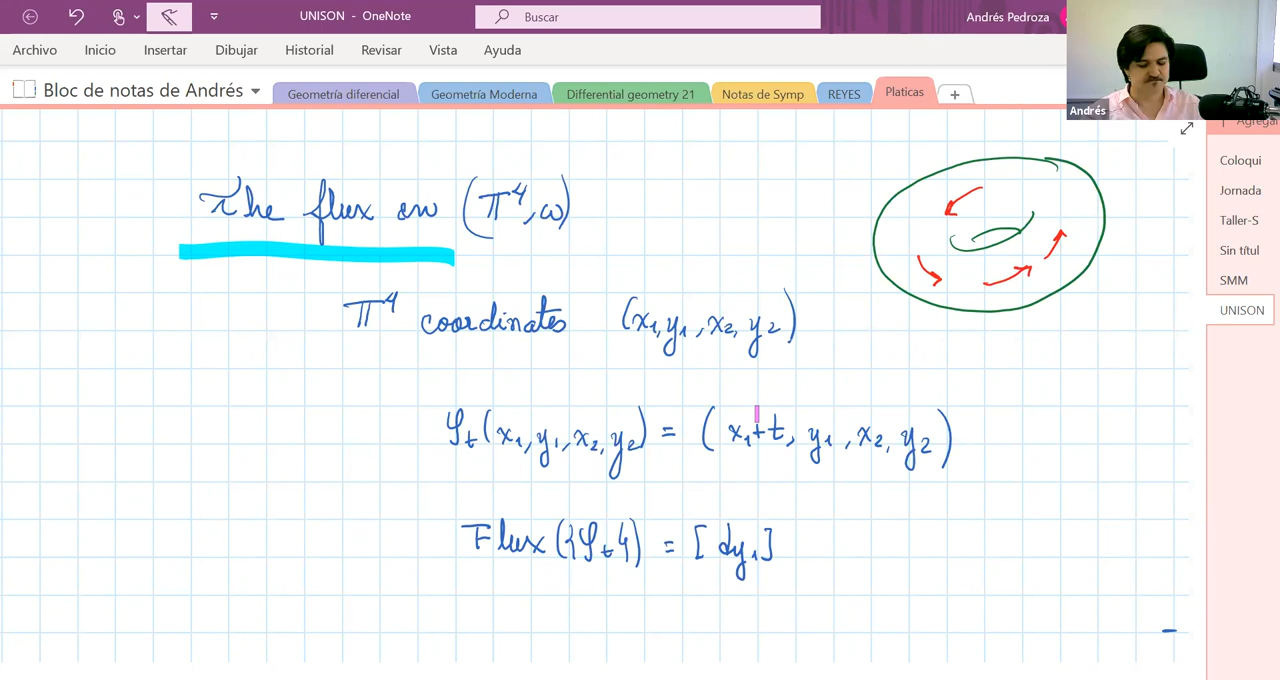 UNISON - OneNote
Buscar
Andrés Pedroza
Archivo Inicio Insertar Dibujar Historial Revisar Vista Ayuda
Bloc de notas de Andrés
Geometría diferencial Geometría Moderna Differential geometry 21 Notas de Symp REYES Platicas
Andrés
Coloqui
Jornada
Taller-S
Sin títul
SMM
UNISON
The flux on (𝕋⁴, ω)
𝕋⁴ coordinates (x₁, y₁, x₂, y₂)
φₜ(x₁, y₁, x₂, y₂) = (x₁+t, y₁, x₂, y₂)
Flux({φₜ}) = [dy₁]